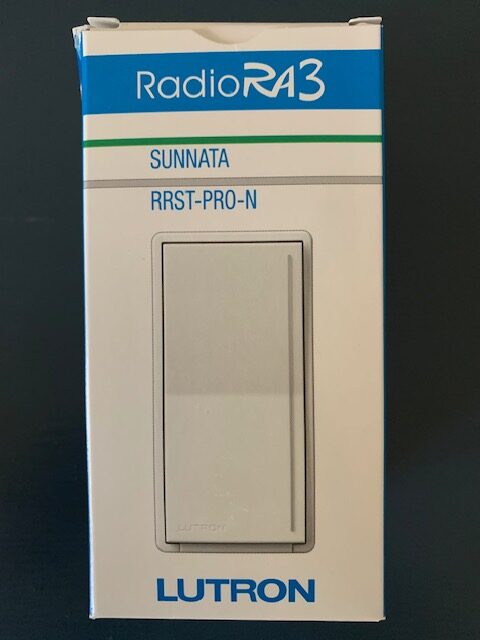 RadioRA3
SUNNATA
RRST-PRO-N
LUTRON
LUTRON